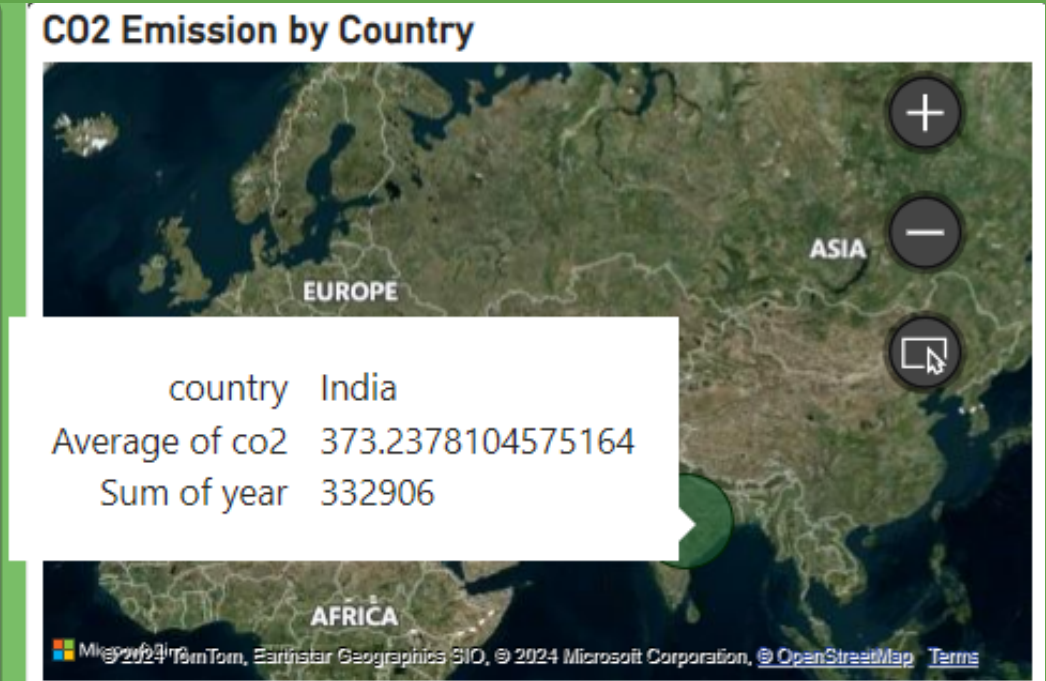 CO2 Emission by Country
ASIA
EUROPE
country India
Average of co2 373.2378104575164
Sum of year 332906
AFRICA
© 2024 TomTom, Earthstar Geographics SIO, © 2024 Microsoft Corporation, © OpenStreetMap Terms